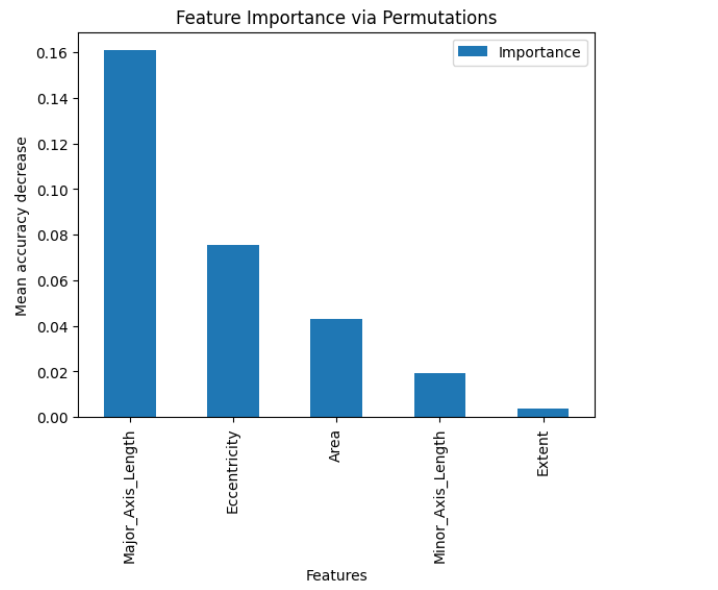 Feature Importance via Permutations
Importance
Mean accuracy decrease
0.16
0.14
0.12
0.10
0.08
0.06
0.04
0.02
0.00
Major_Axis_Length
Eccentricity
Area
Minor_Axis_Length
Extent
Features